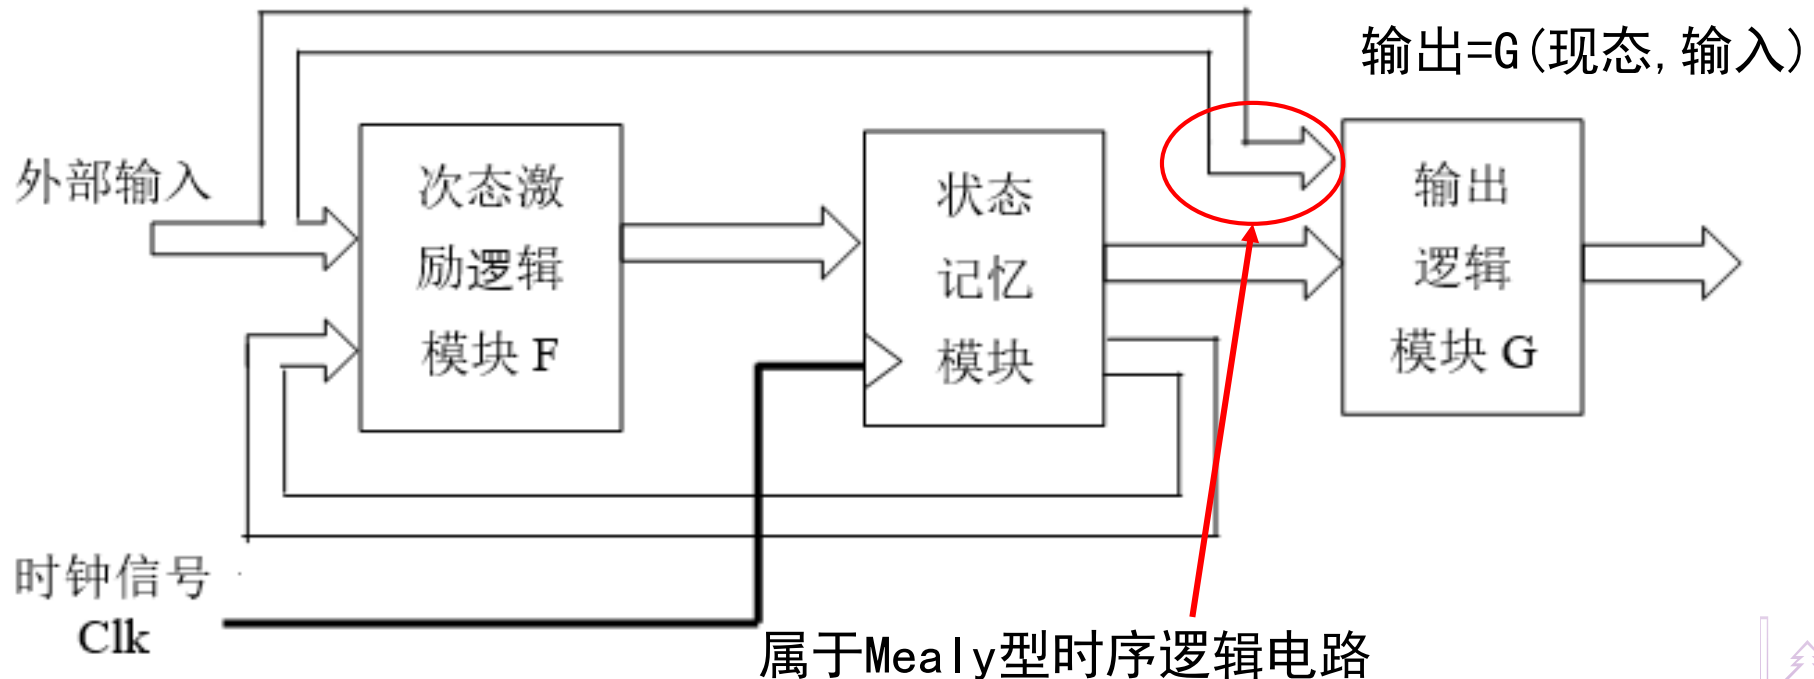 输出=G(现态,输入)
外部输入
次态激
励逻辑
模块 F
状态
记忆
模块
输出
逻辑
模块 G
时钟信号
Clk
属于Mealy型时序逻辑电路